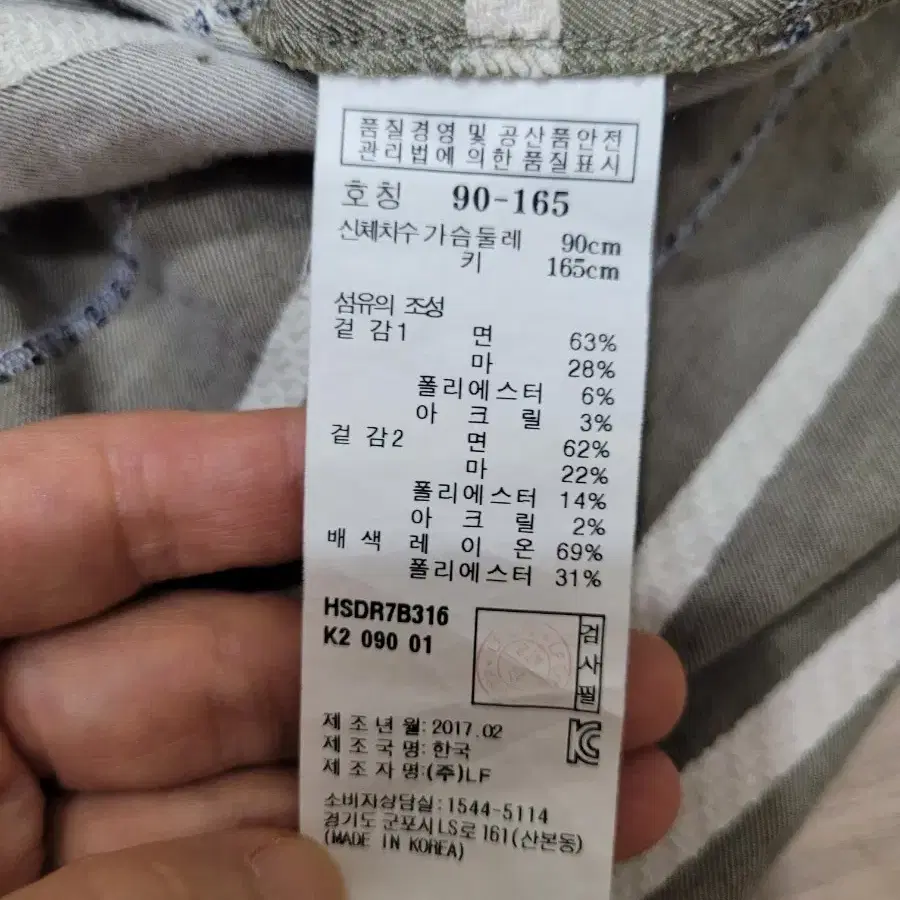 품질경영 및 공산품안전
관리법에 의한 품질표시
호칭 90-165
신체치수 가슴둘레 90cm
키 165cm
섬유의 조성
겉 감1 면 63%
마 28%
폴리에스터 6%
아 크 릴 3%
겉 감2 면 62%
마 22%
폴리에스터 14%
아 크 릴 2%
배 색 레 이 온 69%
폴리에스터 31%
HSDR7B316
K2 090 01
검사필
제 조 년 월: 2017.02
제 조 국 명: 한국
제 조 자 명: (주)LF
소비자상담실: 1544-5114
경기도 군포시 LS로 161(산본동)
(MADE IN KOREA)